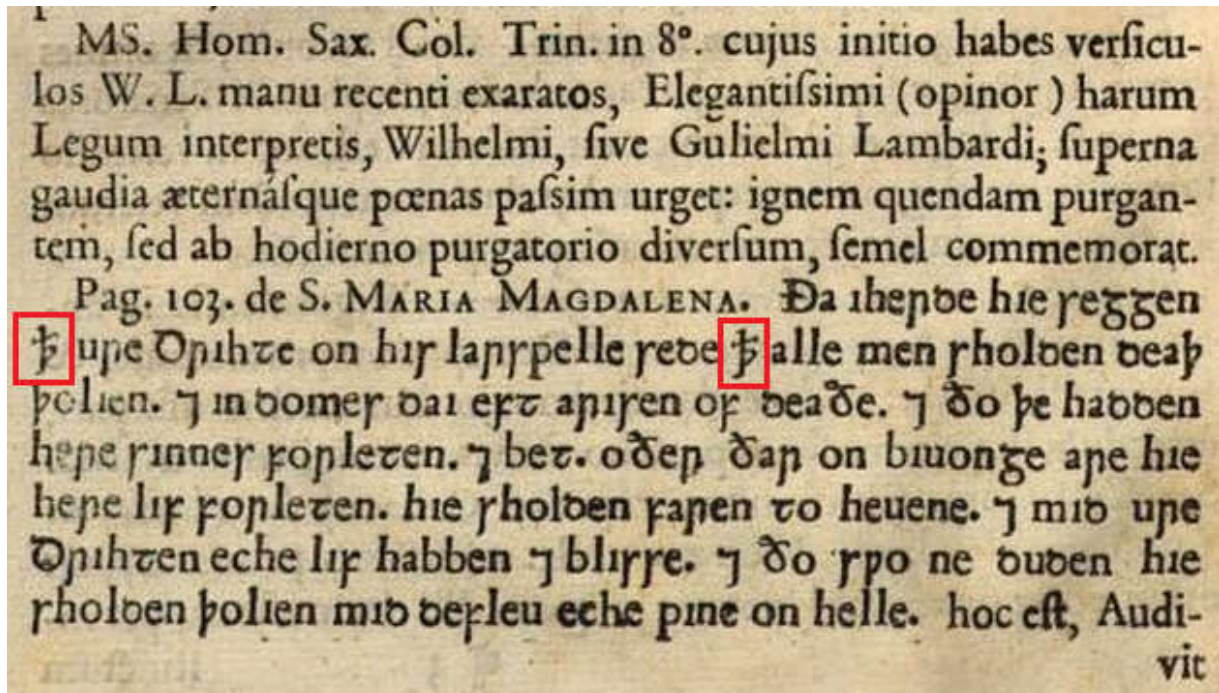 MS. Hom. Sax. Col. Trin. in 8°. cujus initio habes verſicu-
los W. L. manu recenti exaratos, Elegantiſsimi (opinor) harum
Legum interpretis, Wilhelmi, ſive Gulielmi Lambardi; ſuperna
gaudia æternáſque pœnas paſsim urget: ignem quendam purgan-
tem, ſed ab hodierno purgatorio diverſum, ſemel commemorat.
Pag. 103. de S. MARIA MAGDALENA. Ða iherde hie seggen
ꝥ ure Drihte on his larspelle sede ꝥ alle men sholden deaþ
þolien. ⁊ in domes dai eft arisen of deaðe. ⁊ ðo þe hadden
here sinnes forleten. ⁊ bet. oðer ðar on biuonge are hie
here lif forleten. hie sholden faren to heuene. ⁊ mid ure
Drihten eche lif habben ⁊ blisse. ⁊ ðo swo ne duden hie
sholden þolien mid defleu eche pine on helle. hoc eſt, Audi-
vit